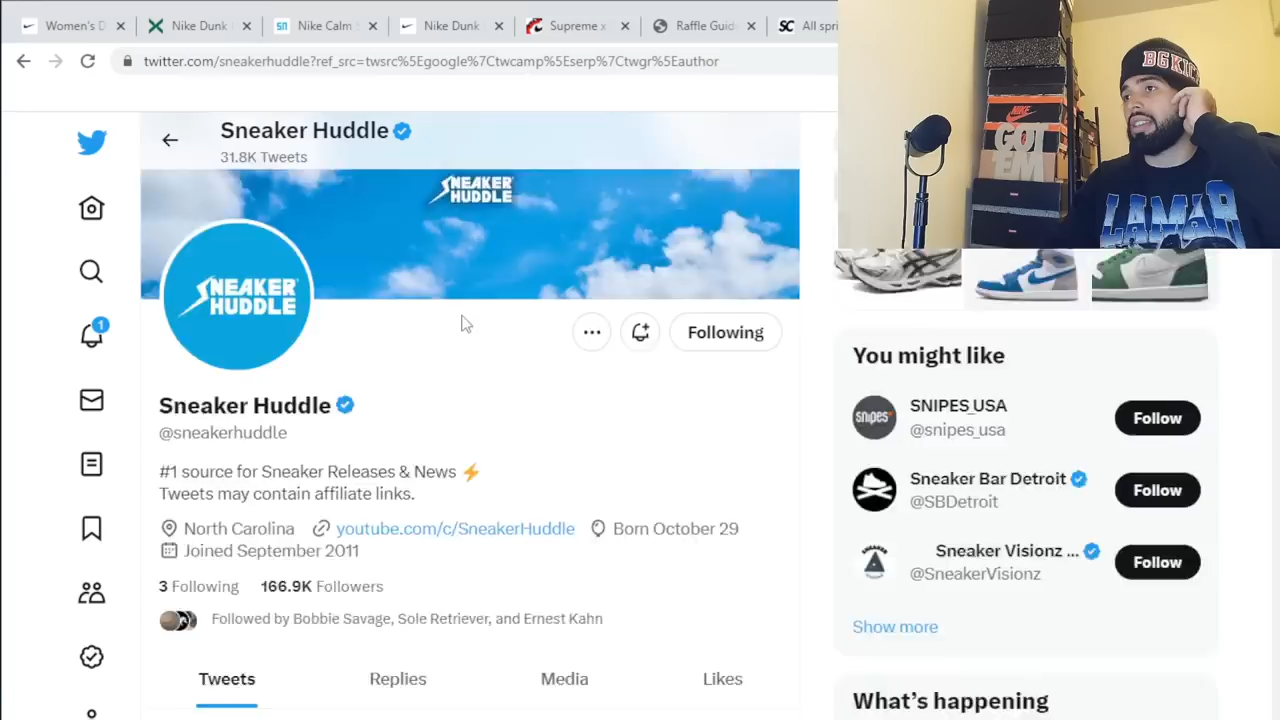 Women's D
Nike Dunk
Nike Calm S
Nike Dunk
Supreme x
Raffle Guid
All spri
twitter.com/sneakerhuddle?ref_src=twsrc%5Egoogle%7Ctwcamp%5Eserp%7Ctwgr%5Eauthor
Sneaker Huddle
31.8K Tweets
SNEAKER
HUDDLE
SNEAKER
HUDDLE
1
Following
Sneaker Huddle
@sneakerhuddle
#1 source for Sneaker Releases & News ⚡
Tweets may contain affiliate links.
North Carolina youtube.com/c/SneakerHuddle Born October 29
Joined September 2011
3 Following 166.9K Followers
Followed by Bobbie Savage, Sole Retriever, and Ernest Kahn
Tweets Replies Media Likes
BGKICK
NIKE
GOT
'EM
LAMAR
You might like
snipes
SNIPES_USA
@snipes_usa
Follow
Sneaker Bar Detroit
@SBDetroit
Follow
Sneaker Visionz ...
@SneakerVisionz
Follow
Show more
What's happening